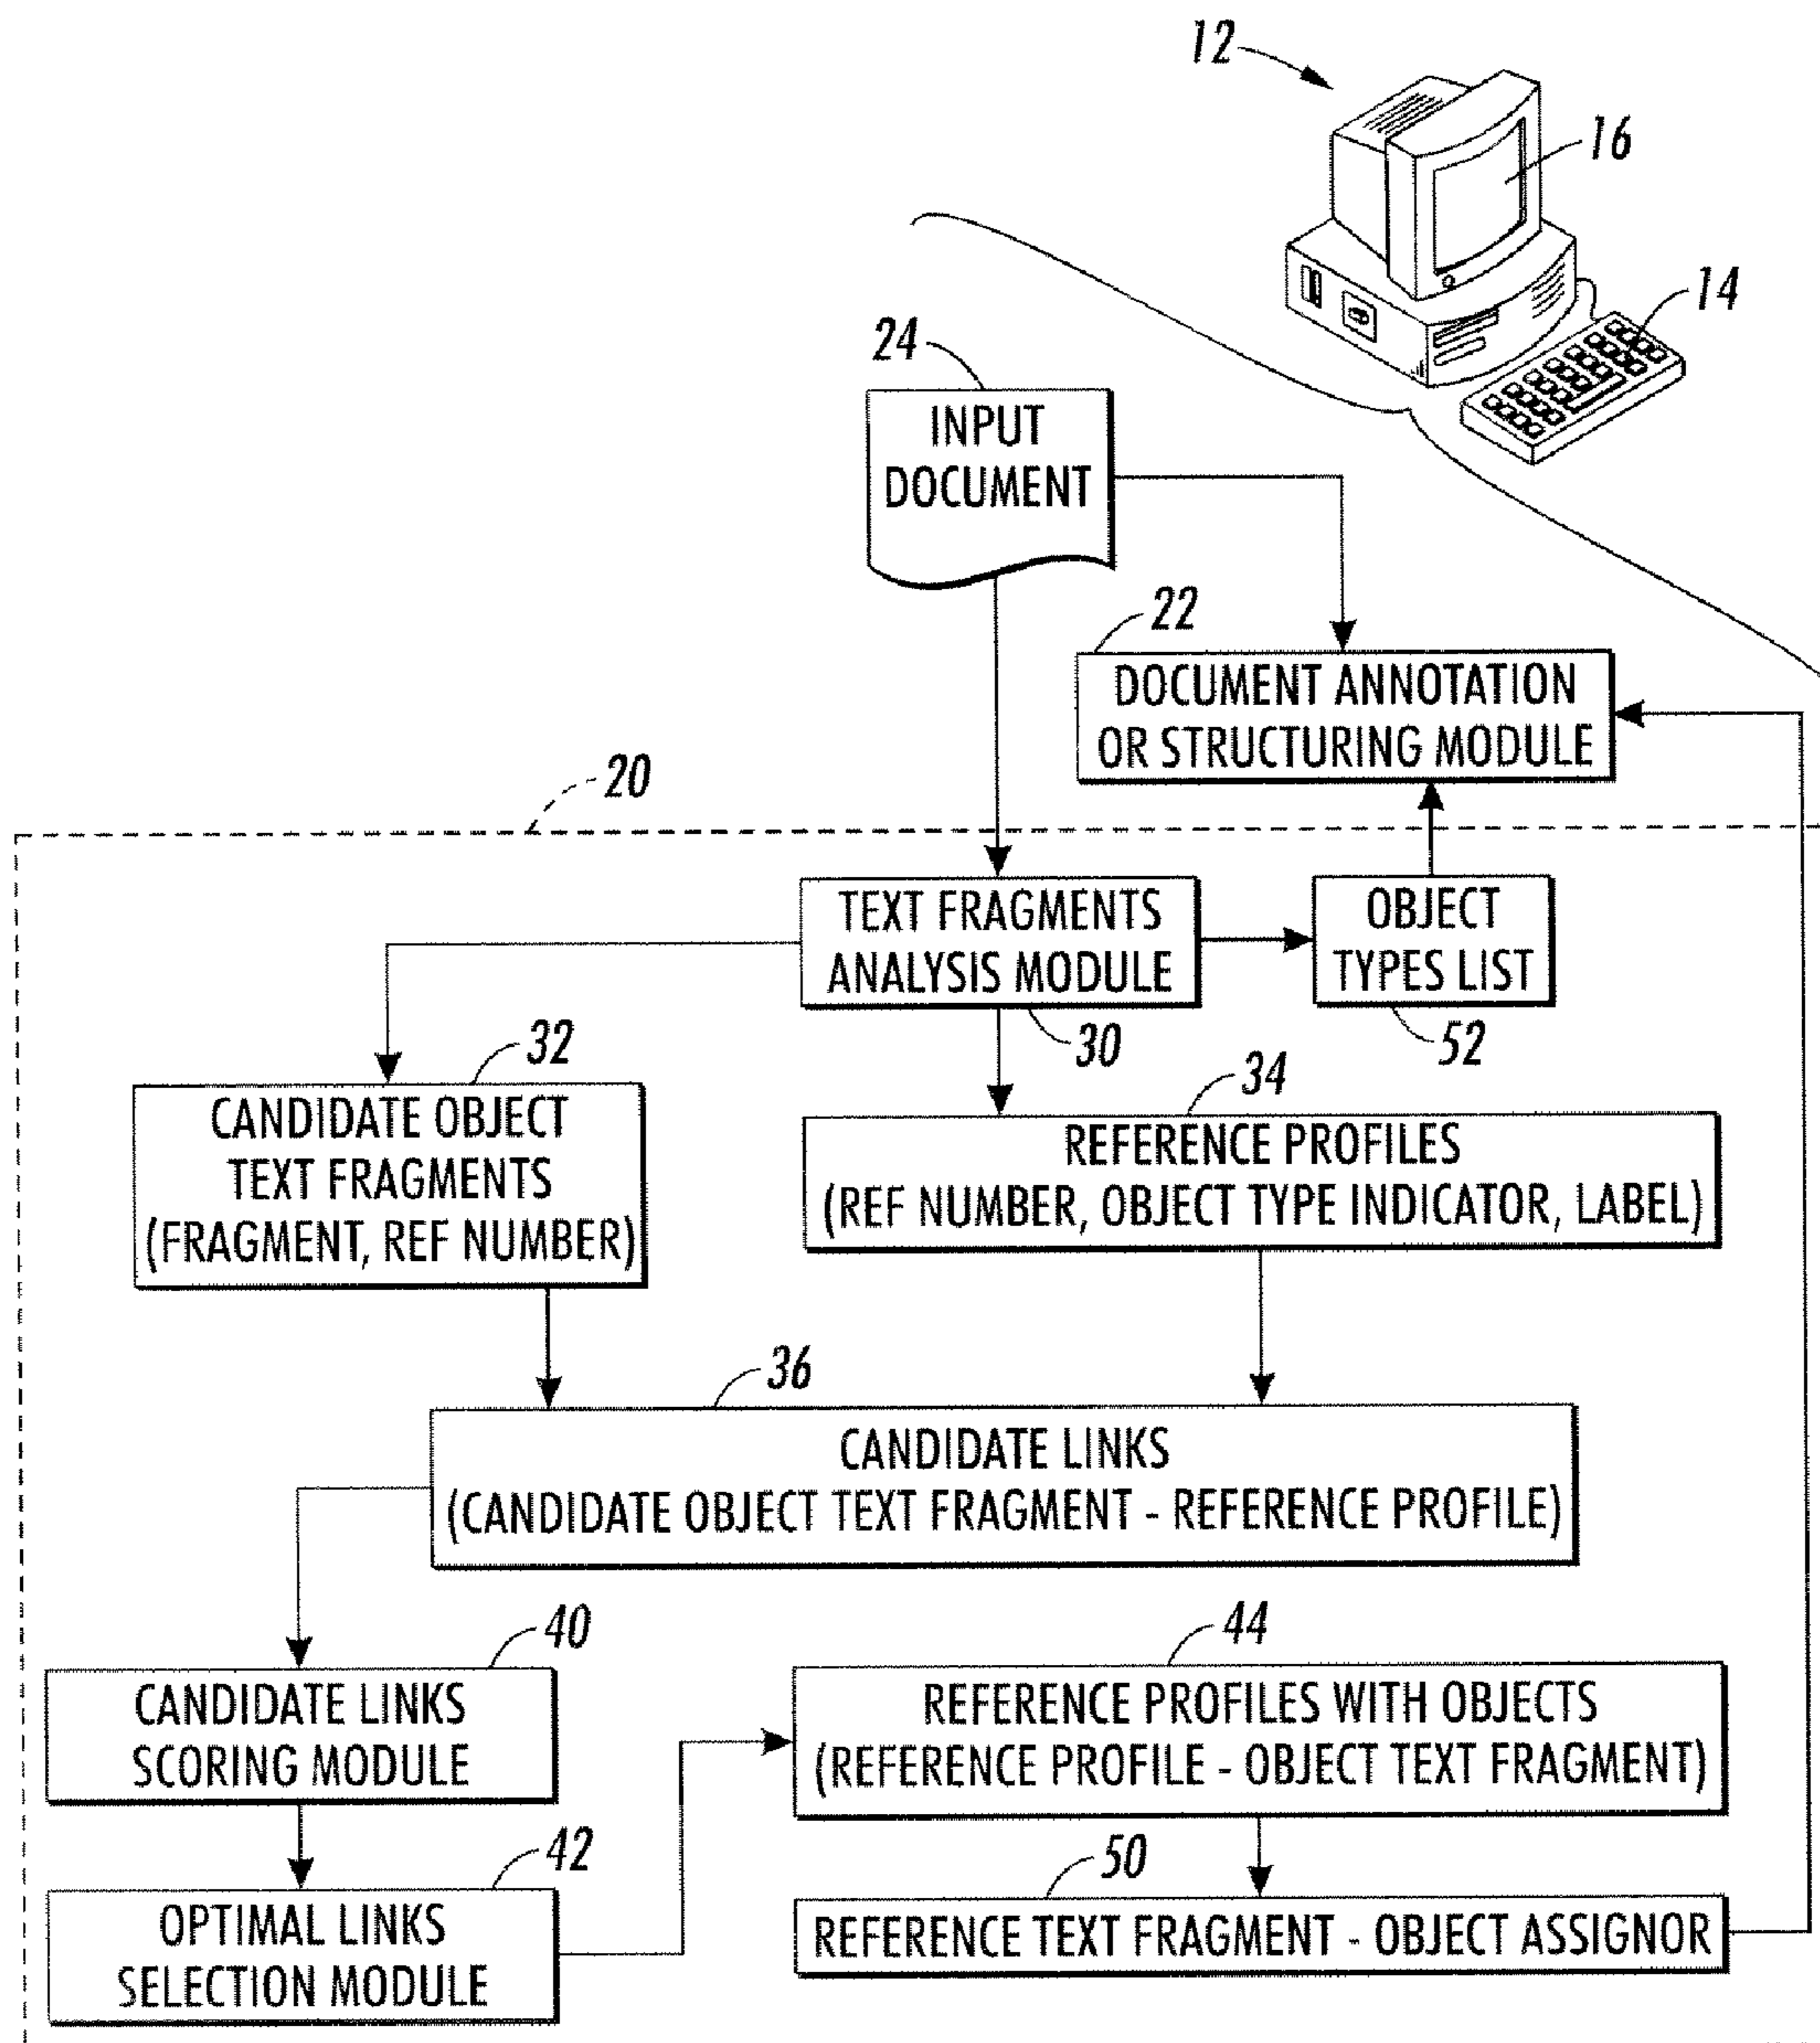 12
16
14
24
INPUT
DOCUMENT
22
DOCUMENT ANNOTATION
OR STRUCTURING MODULE
20
TEXT FRAGMENTS
ANALYSIS MODULE
30
OBJECT
TYPES LIST
52
32
CANDIDATE OBJECT
TEXT FRAGMENTS
(FRAGMENT, REF NUMBER)
34
REFERENCE PROFILES
(REF NUMBER, OBJECT TYPE INDICATOR, LABEL)
36
CANDIDATE LINKS
(CANDIDATE OBJECT TEXT FRAGMENT - REFERENCE PROFILE)
40
CANDIDATE LINKS
SCORING MODULE
44
REFERENCE PROFILES WITH OBJECTS
(REFERENCE PROFILE - OBJECT TEXT FRAGMENT)
42
OPTIMAL LINKS
SELECTION MODULE
50
REFERENCE TEXT FRAGMENT - OBJECT ASSIGNOR